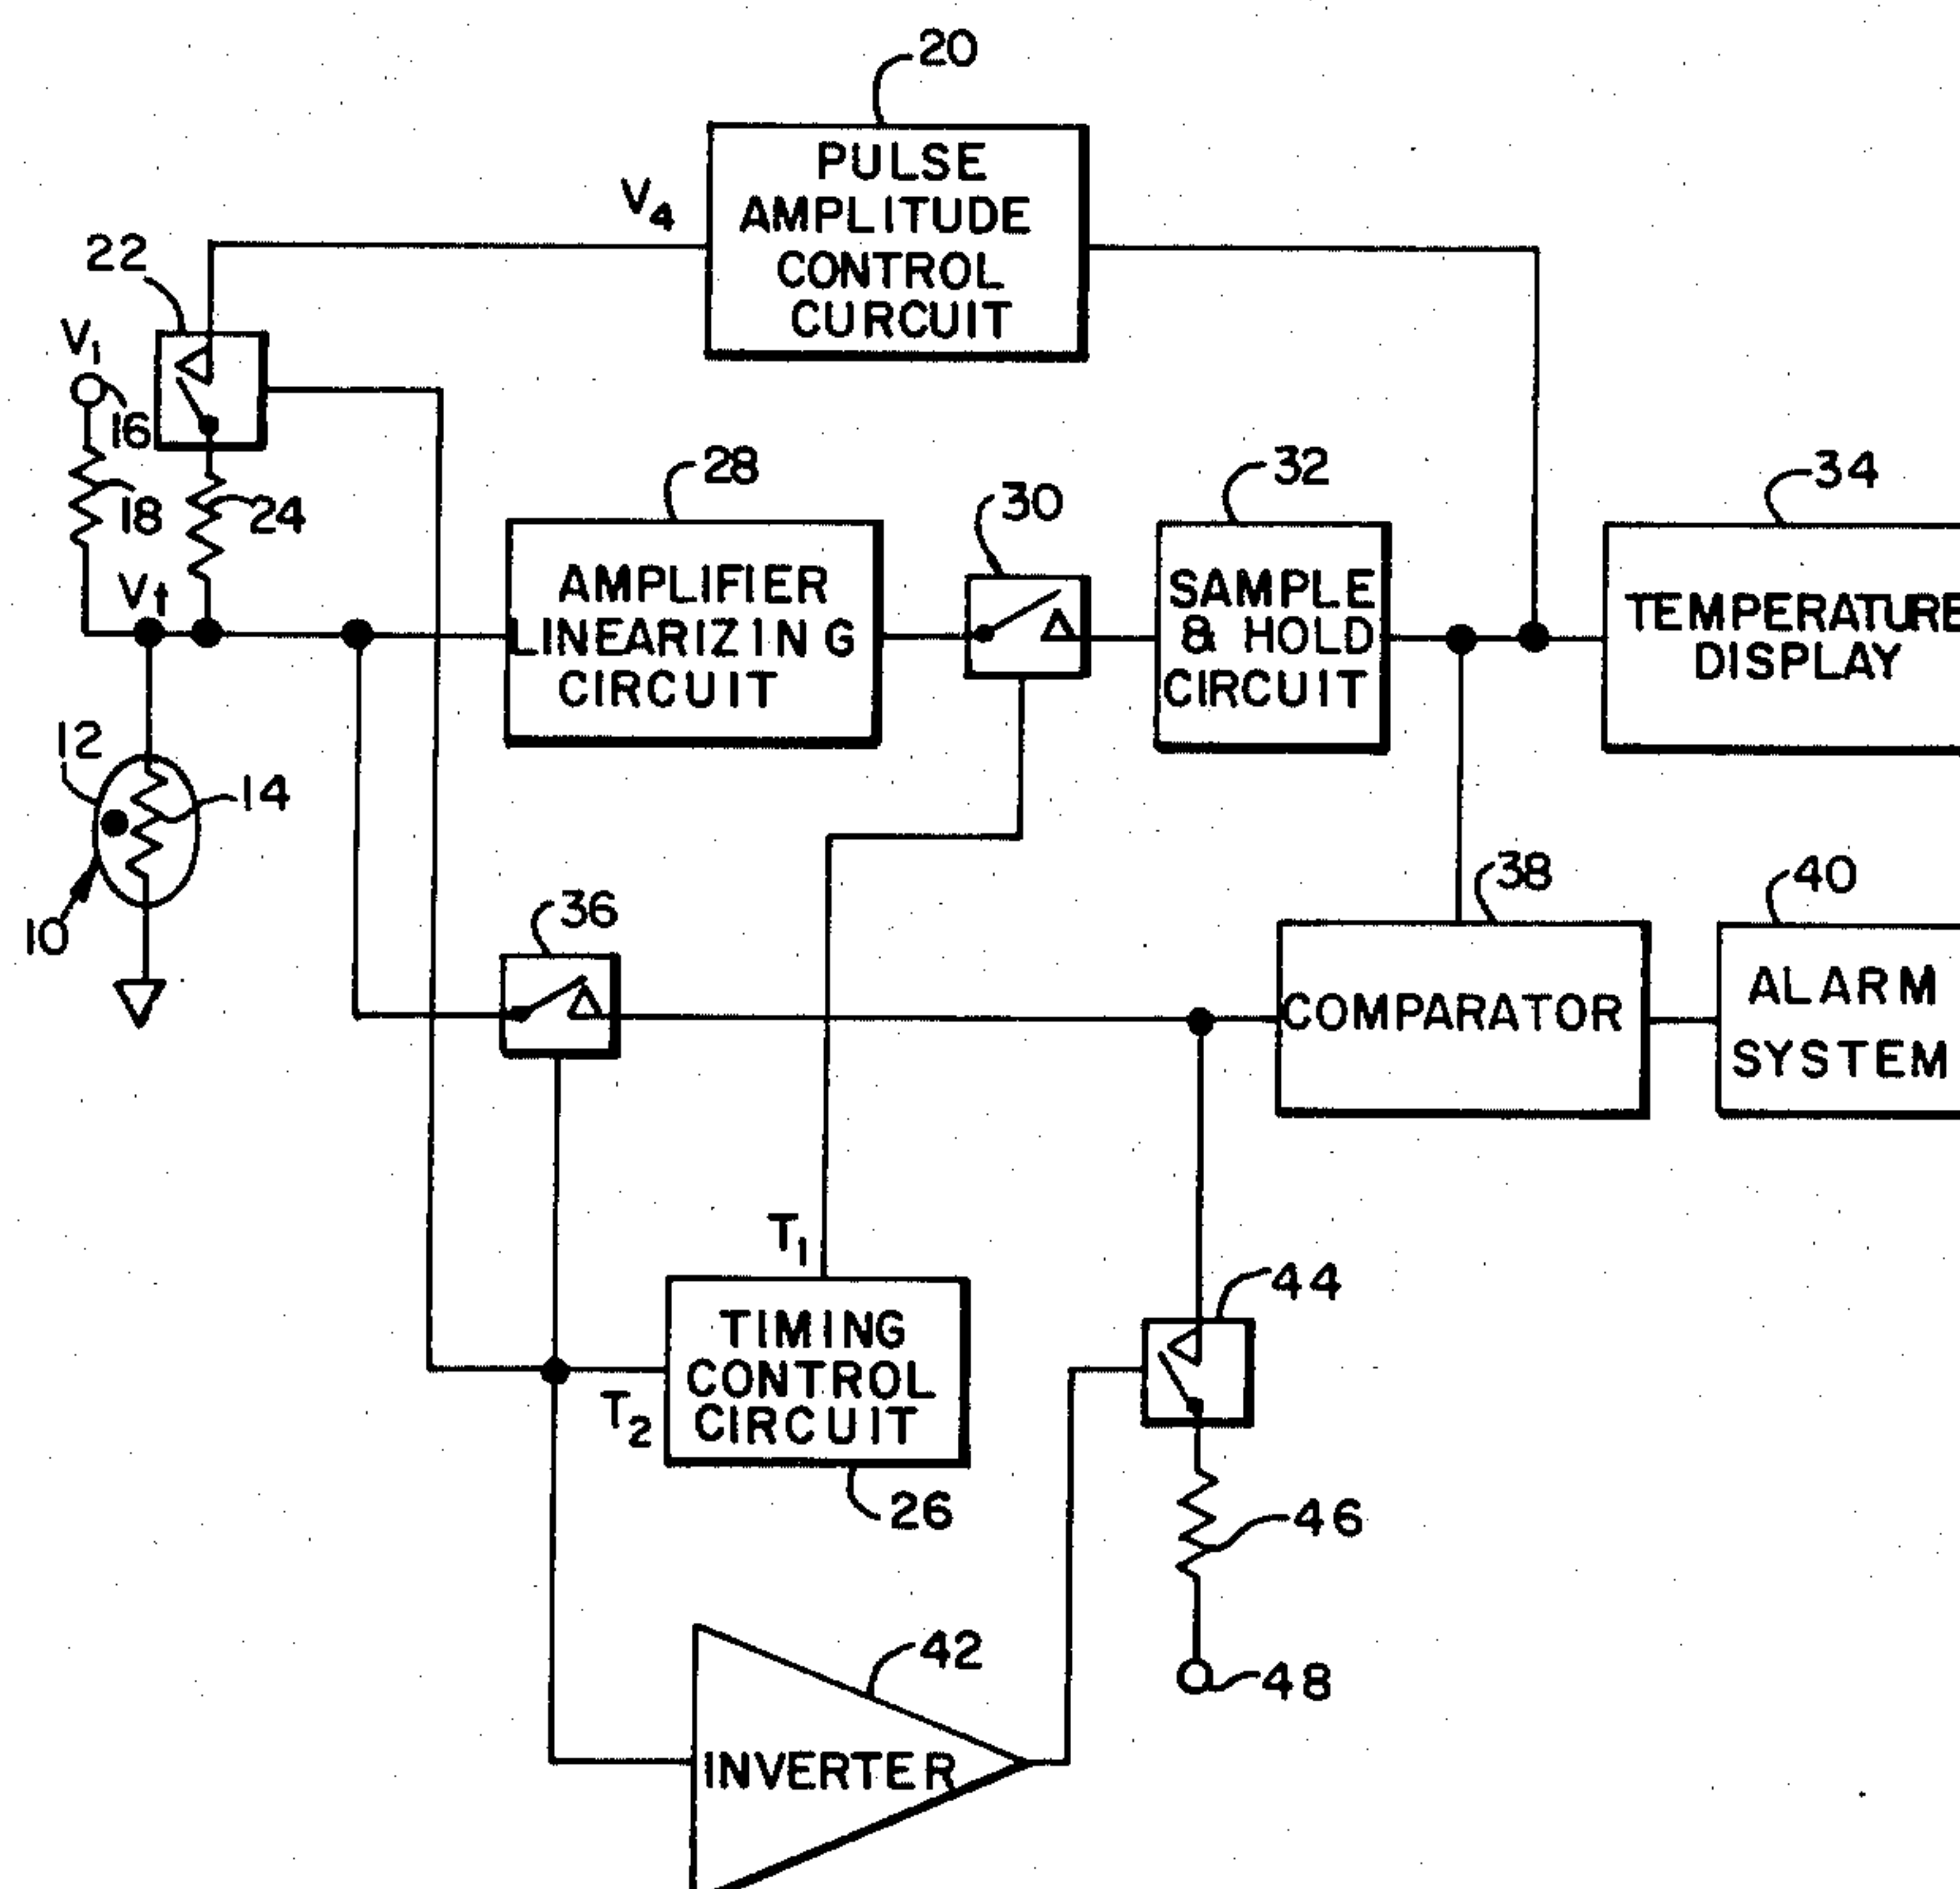 20
PULSE
AMPLITUDE
CONTROL
CURCUIT
V4
22
V1
16
18
24
Vt
28
AMPLIFIER
LINEARIZING
CIRCUIT
30
32
SAMPLE
& HOLD
CIRCUIT
34
TEMPERATURE
DISPLAY
12
14
10
36
38
COMPARATOR
40
ALARM
SYSTEM
T1
TIMING
CONTROL
CIRCUIT
T2
26
44
46
48
42
INVERTER